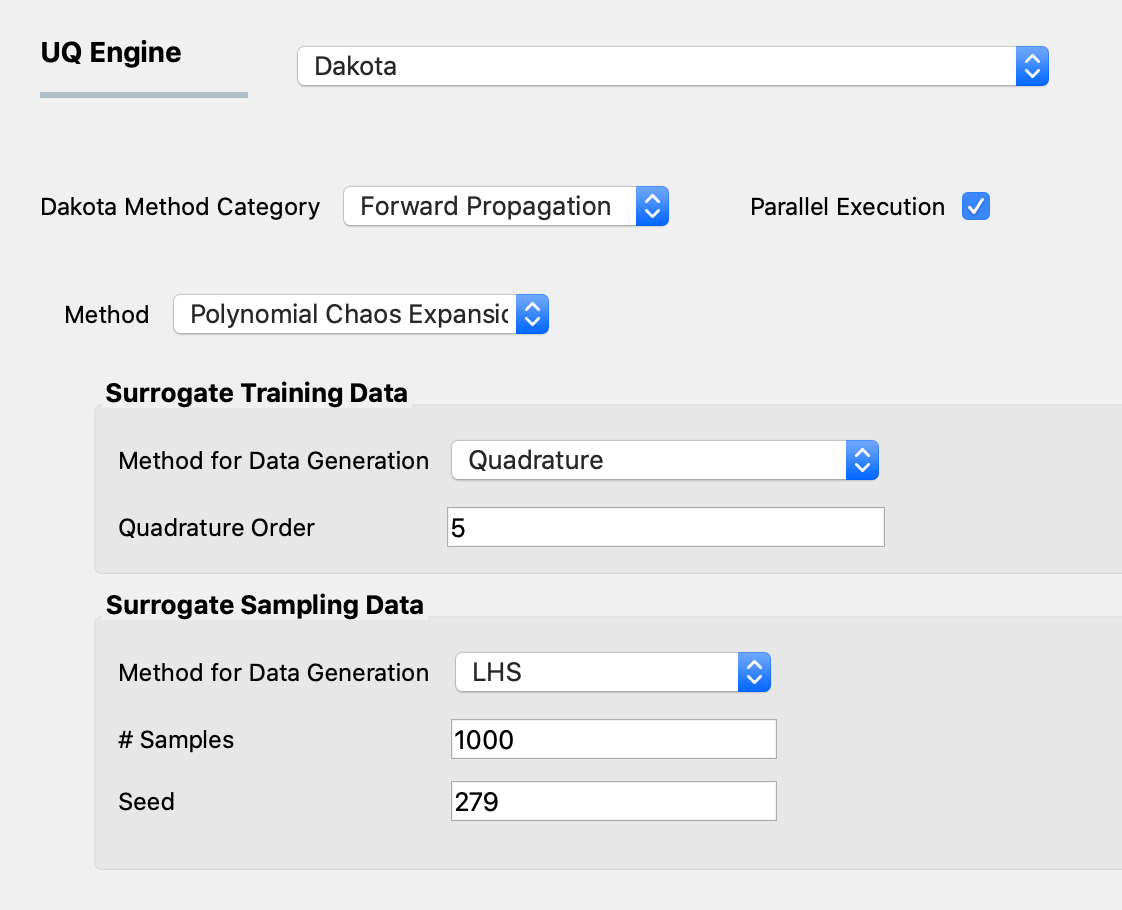 UQ Engine Dakota
Dakota Method Category Forward Propagation Parallel Execution
Method Polynomial Chaos Expansic
Surrogate Training Data
Method for Data Generation Quadrature
Quadrature Order 5
Surrogate Sampling Data
Method for Data Generation LHS
# Samples 1000
Seed 279